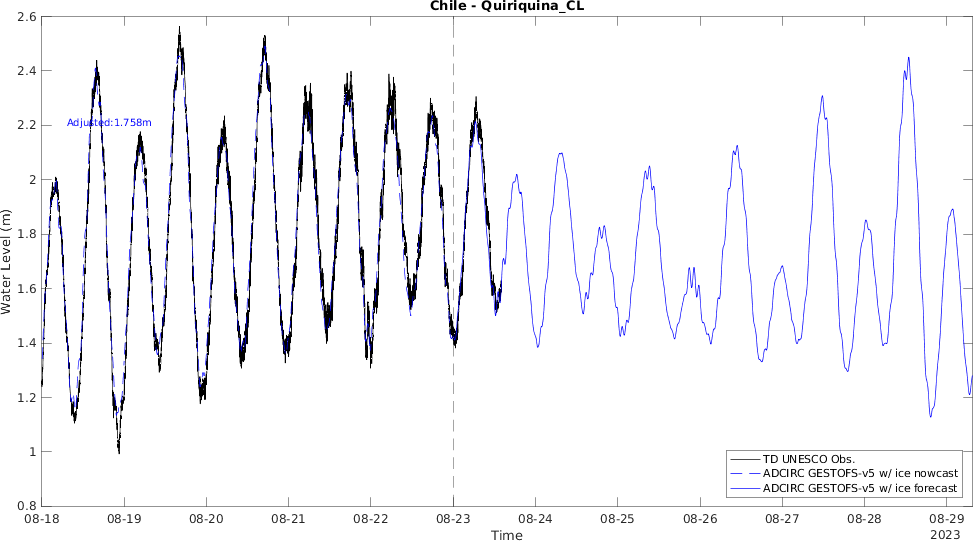 Chile - Quiriquina_CL
2.6
2.4
2.2
2
1.8
1.6
1.4
1.2
1
0.8
Water Level (m)
Adjusted:1.758m
TD UNESCO Obs.
ADCIRC GESTOFS-v5 w/ ice nowcast
ADCIRC GESTOFS-v5 w/ ice forecast
08-18 08-19 08-20 08-21 08-22 08-23 08-24 08-25 08-26 08-27 08-28 08-29
Time
2023